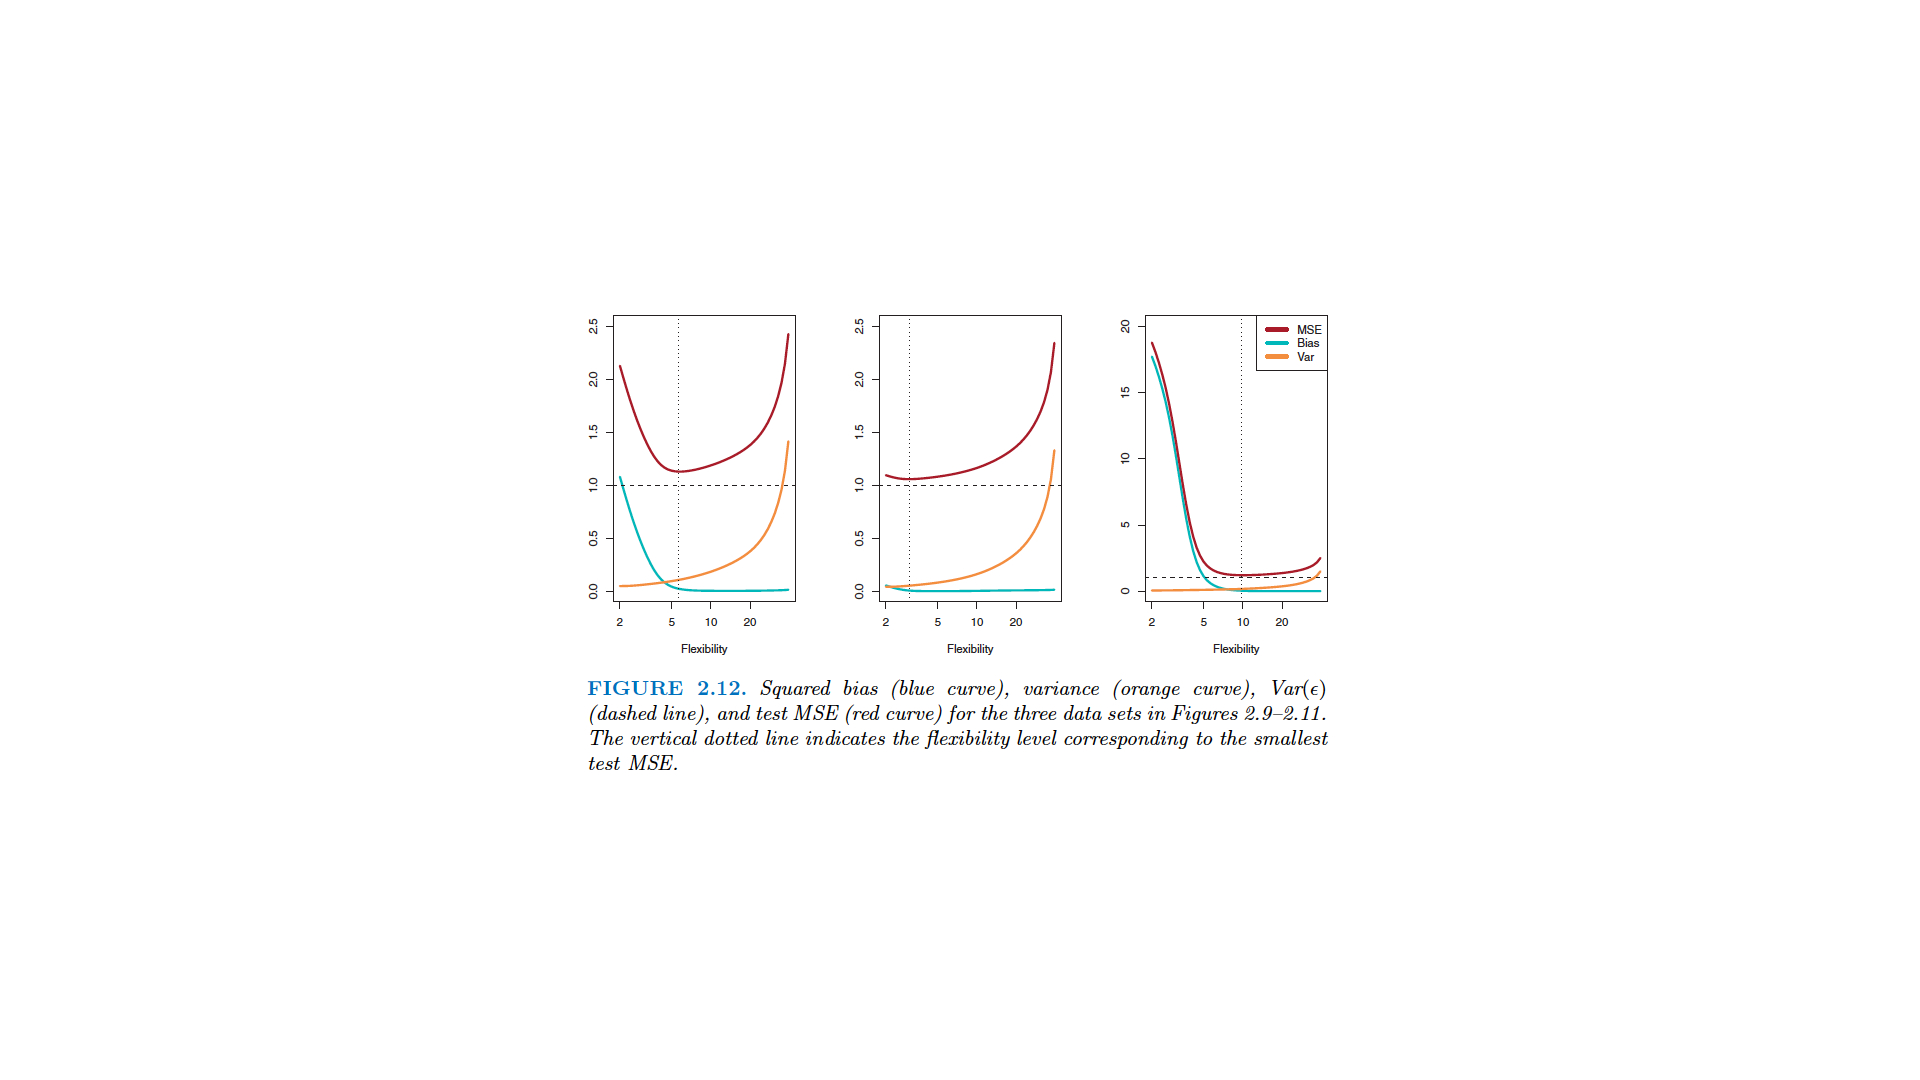 2.5
2.0
1.5
1.0
0.5
0.0
2 5 10 20
Flexibility
2.5
2.0
1.5
1.0
0.5
0.0
2 5 10 20
Flexibility
20
15
10
5
0
2 5 10 20
Flexibility
MSE
Bias
Var
FIGURE 2.12. Squared bias (blue curve), variance (orange curve), Var(ϵ)
(dashed line), and test MSE (red curve) for the three data sets in Figures 2.9–2.11.
The vertical dotted line indicates the flexibility level corresponding to the smallest
test MSE.